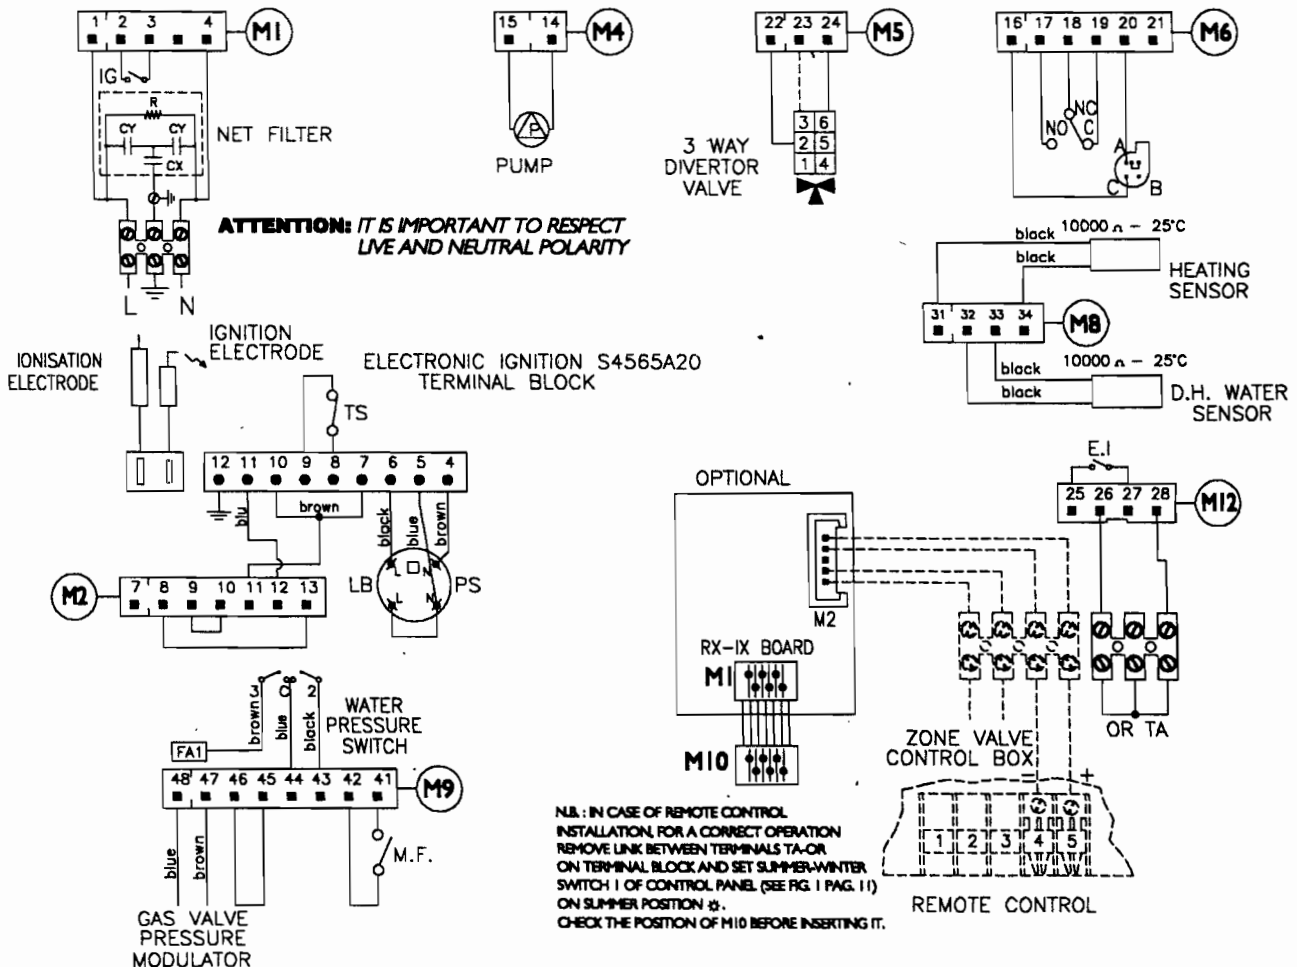 1 2 3 4
M1
15 14
M4
22 23 24
M5
16 17 18 19 20 21
M6
IG
R
CY CY
CX
NET FILTER
PUMP
P
3 6
2 5
1 4
3 WAY
DIVERTOR
VALVE
NO
NC
C
A
C B
ATTENTION: IT IS IMPORTANT TO RESPECT
LIVE AND NEUTRAL POLARITY
L N
black
10000 Ω - 25°C
black
HEATING
SENSOR
31 32 33 34
M8
black
10000 Ω - 25°C
black
D.H. WATER
SENSOR
IONISATION
ELECTRODE
IGNITION
ELECTRODE
ELECTRONIC IGNITION S4565A20
TERMINAL BLOCK
TS
12 11 10 9 8 7 6 5 4
blu
brown
black
blue
brown
LB
L N
L N
PS
M2
7 8 9 10 11 12 13
3 C 2
brown
blue
black
WATER
PRESSURE
SWITCH
FA1
48 47 46 45 44 43 42 41
M9
blue
brown
M.F.
GAS VALVE
PRESSURE
MODULATOR
OPTIONAL
M2
RX-IX BOARD
M1
M10
E.I
25 26 27 28
M12
OR TA
ZONE VALVE
CONTROL BOX
- +
1 2 3 4 5
REMOTE CONTROL
N.B. : IN CASE OF REMOTE CONTROL
INSTALLATION, FOR A CORRECT OPERATION
REMOVE LINK BETWEEN TERMINALS TA-OR
ON TERMINAL BLOCK AND SET SUMMER-WINTER
SWITCH 1 OF CONTROL PANEL (SEE FIG. 1 PAG. 11)
ON SUMMER POSITION ☼.
CHECK THE POSITION OF M10 BEFORE INSERTING IT.